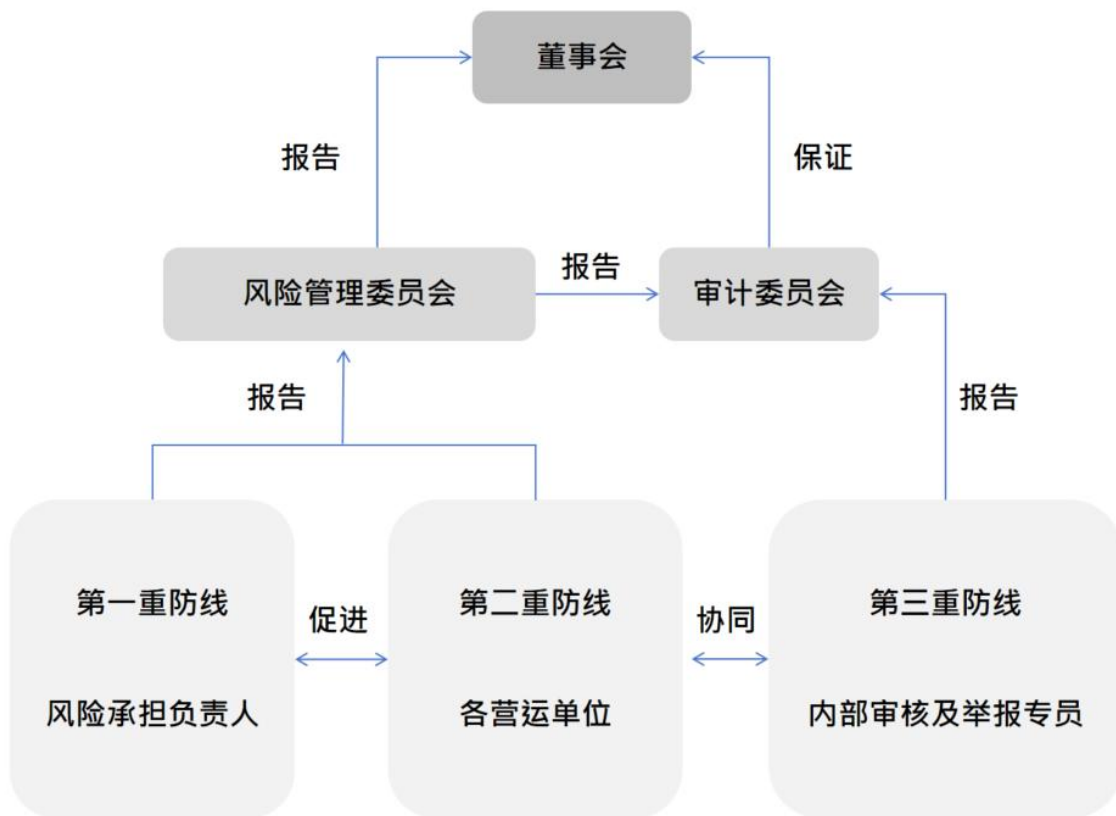 董事会
报告
保证
风险管理委员会
报告
审计委员会
报告
报告
第一重防线
风险承担负责人
促进
第二重防线
各营运单位
协同
第三重防线
内部审核及举报专员